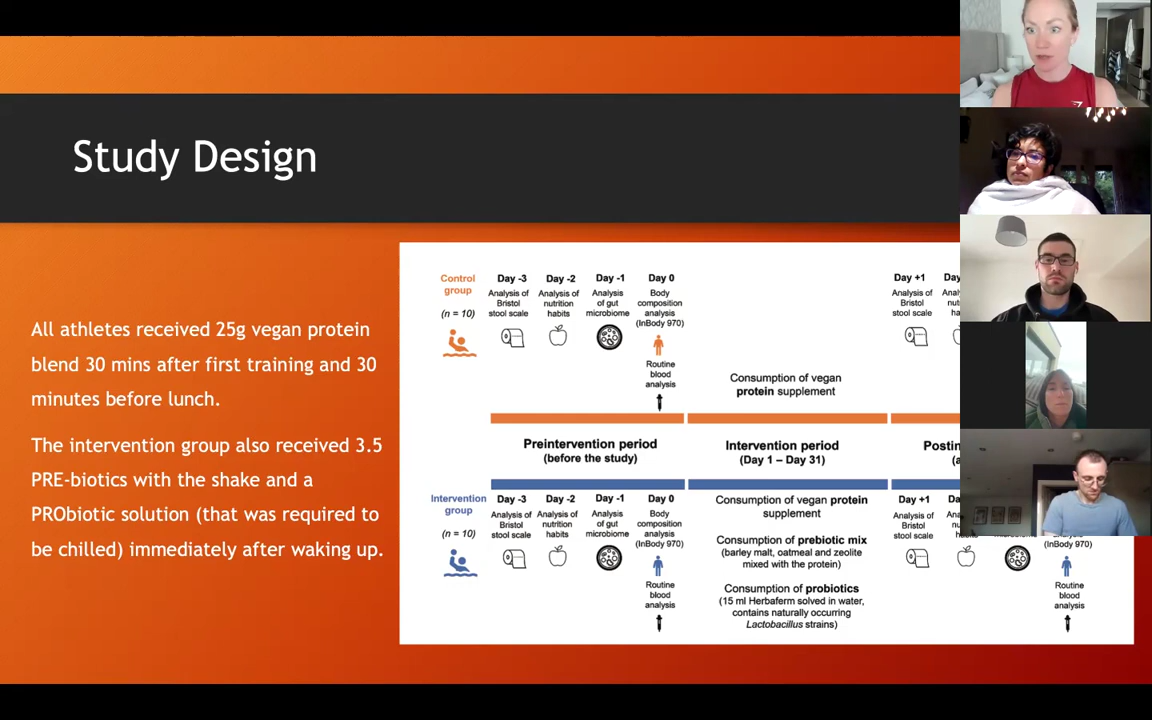 Study Design
All athletes received 25g vegan protein
blend 30 mins after first training and 30
minutes before lunch.
The intervention group also received 3.5
PRE-biotics with the shake and a
PRObiotic solution (that was required to
be chilled) immediately after waking up.
Control
group
(n = 10)
Day -3
Analysis of
Bristol
stool scale
Day -2
Analysis of
nutrition
habits
Day -1
Analysis
of gut
microbiome
Day 0
Body
composition
analysis
(InBody 970)
Routine
blood
analysis
Consumption of vegan
protein supplement
Day +1
Analysis of
Bristol
stool scale
Preintervention period
(before the study)
Intervention period
(Day 1 – Day 31)
Intervention
group
(n = 10)
Day -3
Analysis of
Bristol
stool scale
Day -2
Analysis of
nutrition
habits
Day -1
Analysis
of gut
microbiome
Day 0
Body
composition
analysis
(InBody 970)
Routine
blood
analysis
Consumption of vegan protein
supplement
Consumption of prebiotic mix
(barley malt, oatmeal and zeolite
mixed with the protein)
Consumption of probiotics
(15 ml Herbaferm solved in water,
contains naturally occurring
Lactobacillus strains)
Day +1
Analysis of
Bristol
stool scale
(InBody 970)
Routine
blood
analysis